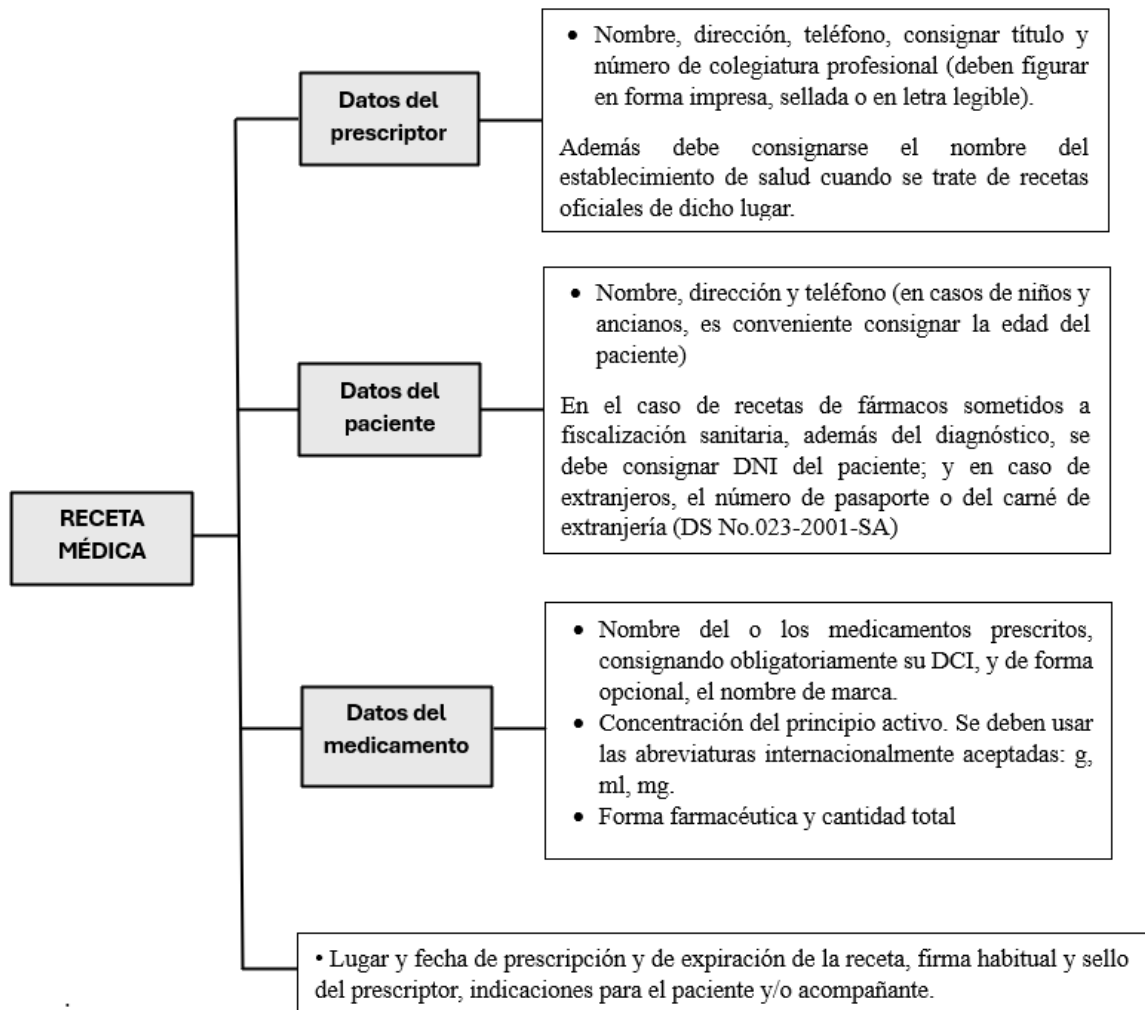 RECETA
MÉDICA
Datos del
prescriptor
• Nombre, dirección, teléfono, consignar título y
número de colegiatura profesional (deben figurar
en forma impresa, sellada o en letra legible).
Además debe consignarse el nombre del
establecimiento de salud cuando se trate de recetas
oficiales de dicho lugar.
Datos del
paciente
• Nombre, dirección y teléfono (en casos de niños y
ancianos, es conveniente consignar la edad del
paciente)
En el caso de recetas de fármacos sometidos a
fiscalización sanitaria, además del diagnóstico, se
debe consignar DNI del paciente; y en caso de
extranjeros, el número de pasaporte o del carné de
extranjería (DS No.023-2001-SA)
Datos del
medicamento
• Nombre del o los medicamentos prescritos,
consignando obligatoriamente su DCI, y de forma
opcional, el nombre de marca.
• Concentración del principio activo. Se deben usar
las abreviaturas internacionalmente aceptadas: g,
ml, mg.
• Forma farmacéutica y cantidad total
• Lugar y fecha de prescripción y de expiración de la receta, firma habitual y sello
del prescriptor, indicaciones para el paciente y/o acompañante.
.